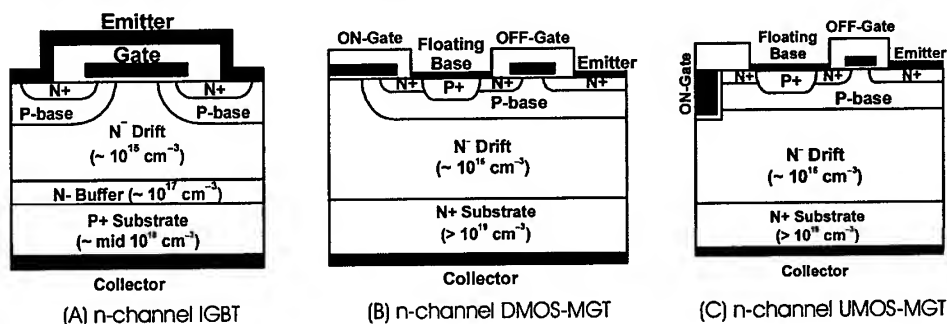 Emitter
Gate
N+
N+
P-base
P-base
N⁻ Drift
(~ 10¹⁵ cm⁻³)
N- Buffer (~ 10¹⁷ cm⁻³)
P+ Substrate
(~ mid 10¹⁸ cm⁻³)
Collector
(A) n-channel IGBT
ON-Gate
Floating
Base
OFF-Gate
Emitter
N+
P+
N+
N+
P-base
N⁻ Drift
(~ 10¹⁵ cm⁻³)
N+ Substrate
(> 10¹⁹ cm⁻³)
Collector
(B) n-channel DMOS-MGT
ON-Gate
Floating
Base
OFF-Gate
Emitter
N+
P+
N+
N+
P-base
N⁻ Drift
(~ 10¹⁵ cm⁻³)
N+ Substrate
(> 10¹⁹ cm⁻³)
Collector
(C) n-channel UMOS-MGT